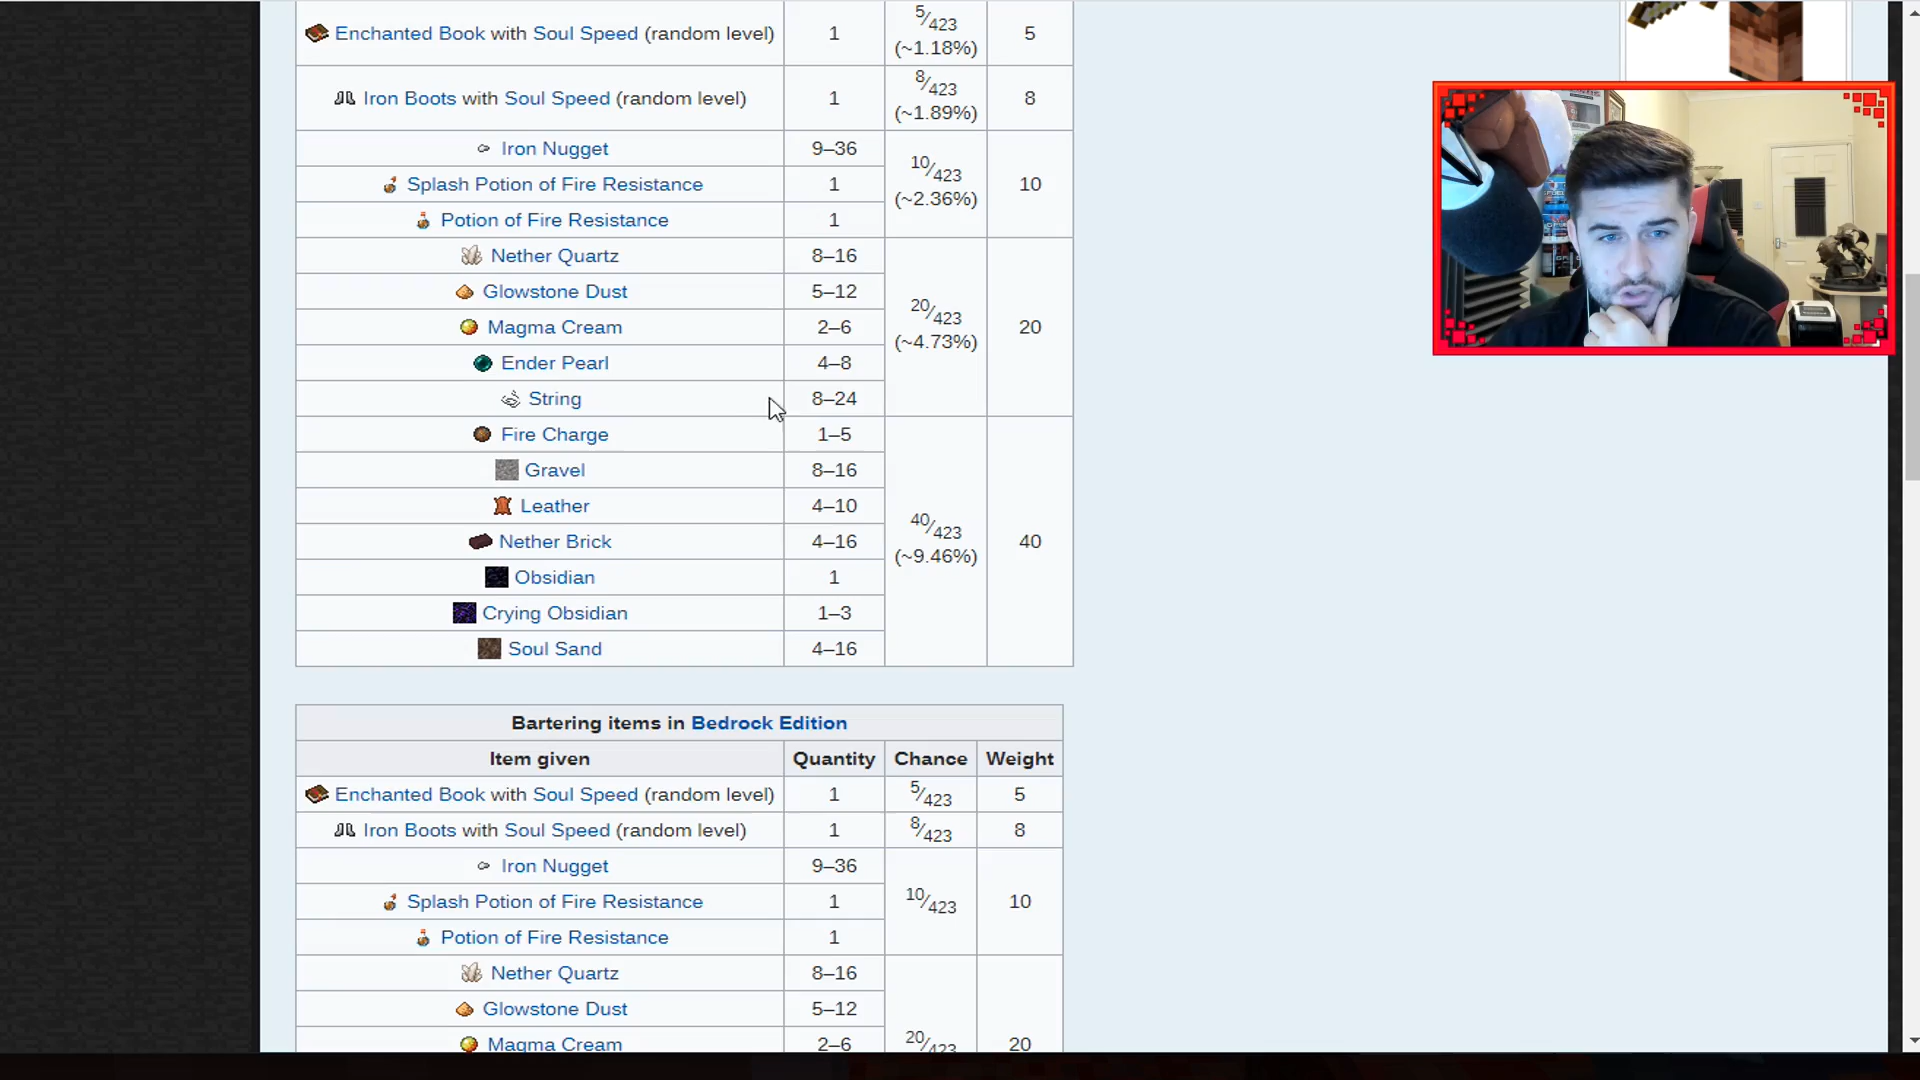 Enchanted Book with Soul Speed (random level) 1 5/423 (~1.18%) 5
Iron Boots with Soul Speed (random level) 1 8/423 (~1.89%) 8
Iron Nugget 9–36 10/423 (~2.36%) 10
Splash Potion of Fire Resistance 1
Potion of Fire Resistance 1
Nether Quartz 8–16 20/423 (~4.73%) 20
Glowstone Dust 5–12
Magma Cream 2–6
Ender Pearl 4–8
String 8–24
Fire Charge 1–5 40/423 (~9.46%) 40
Gravel 8–16
Leather 4–10
Nether Brick 4–16
Obsidian 1
Crying Obsidian 1–3
Soul Sand 4–16
Bartering items in Bedrock Edition
Item given Quantity Chance Weight
Enchanted Book with Soul Speed (random level) 1 5/423 5
Iron Boots with Soul Speed (random level) 1 8/423 8
Iron Nugget 9–36 10/423 10
Splash Potion of Fire Resistance 1
Potion of Fire Resistance 1
Nether Quartz 8–16 20/423 20
Glowstone Dust 5–12
Magma Cream 2–6